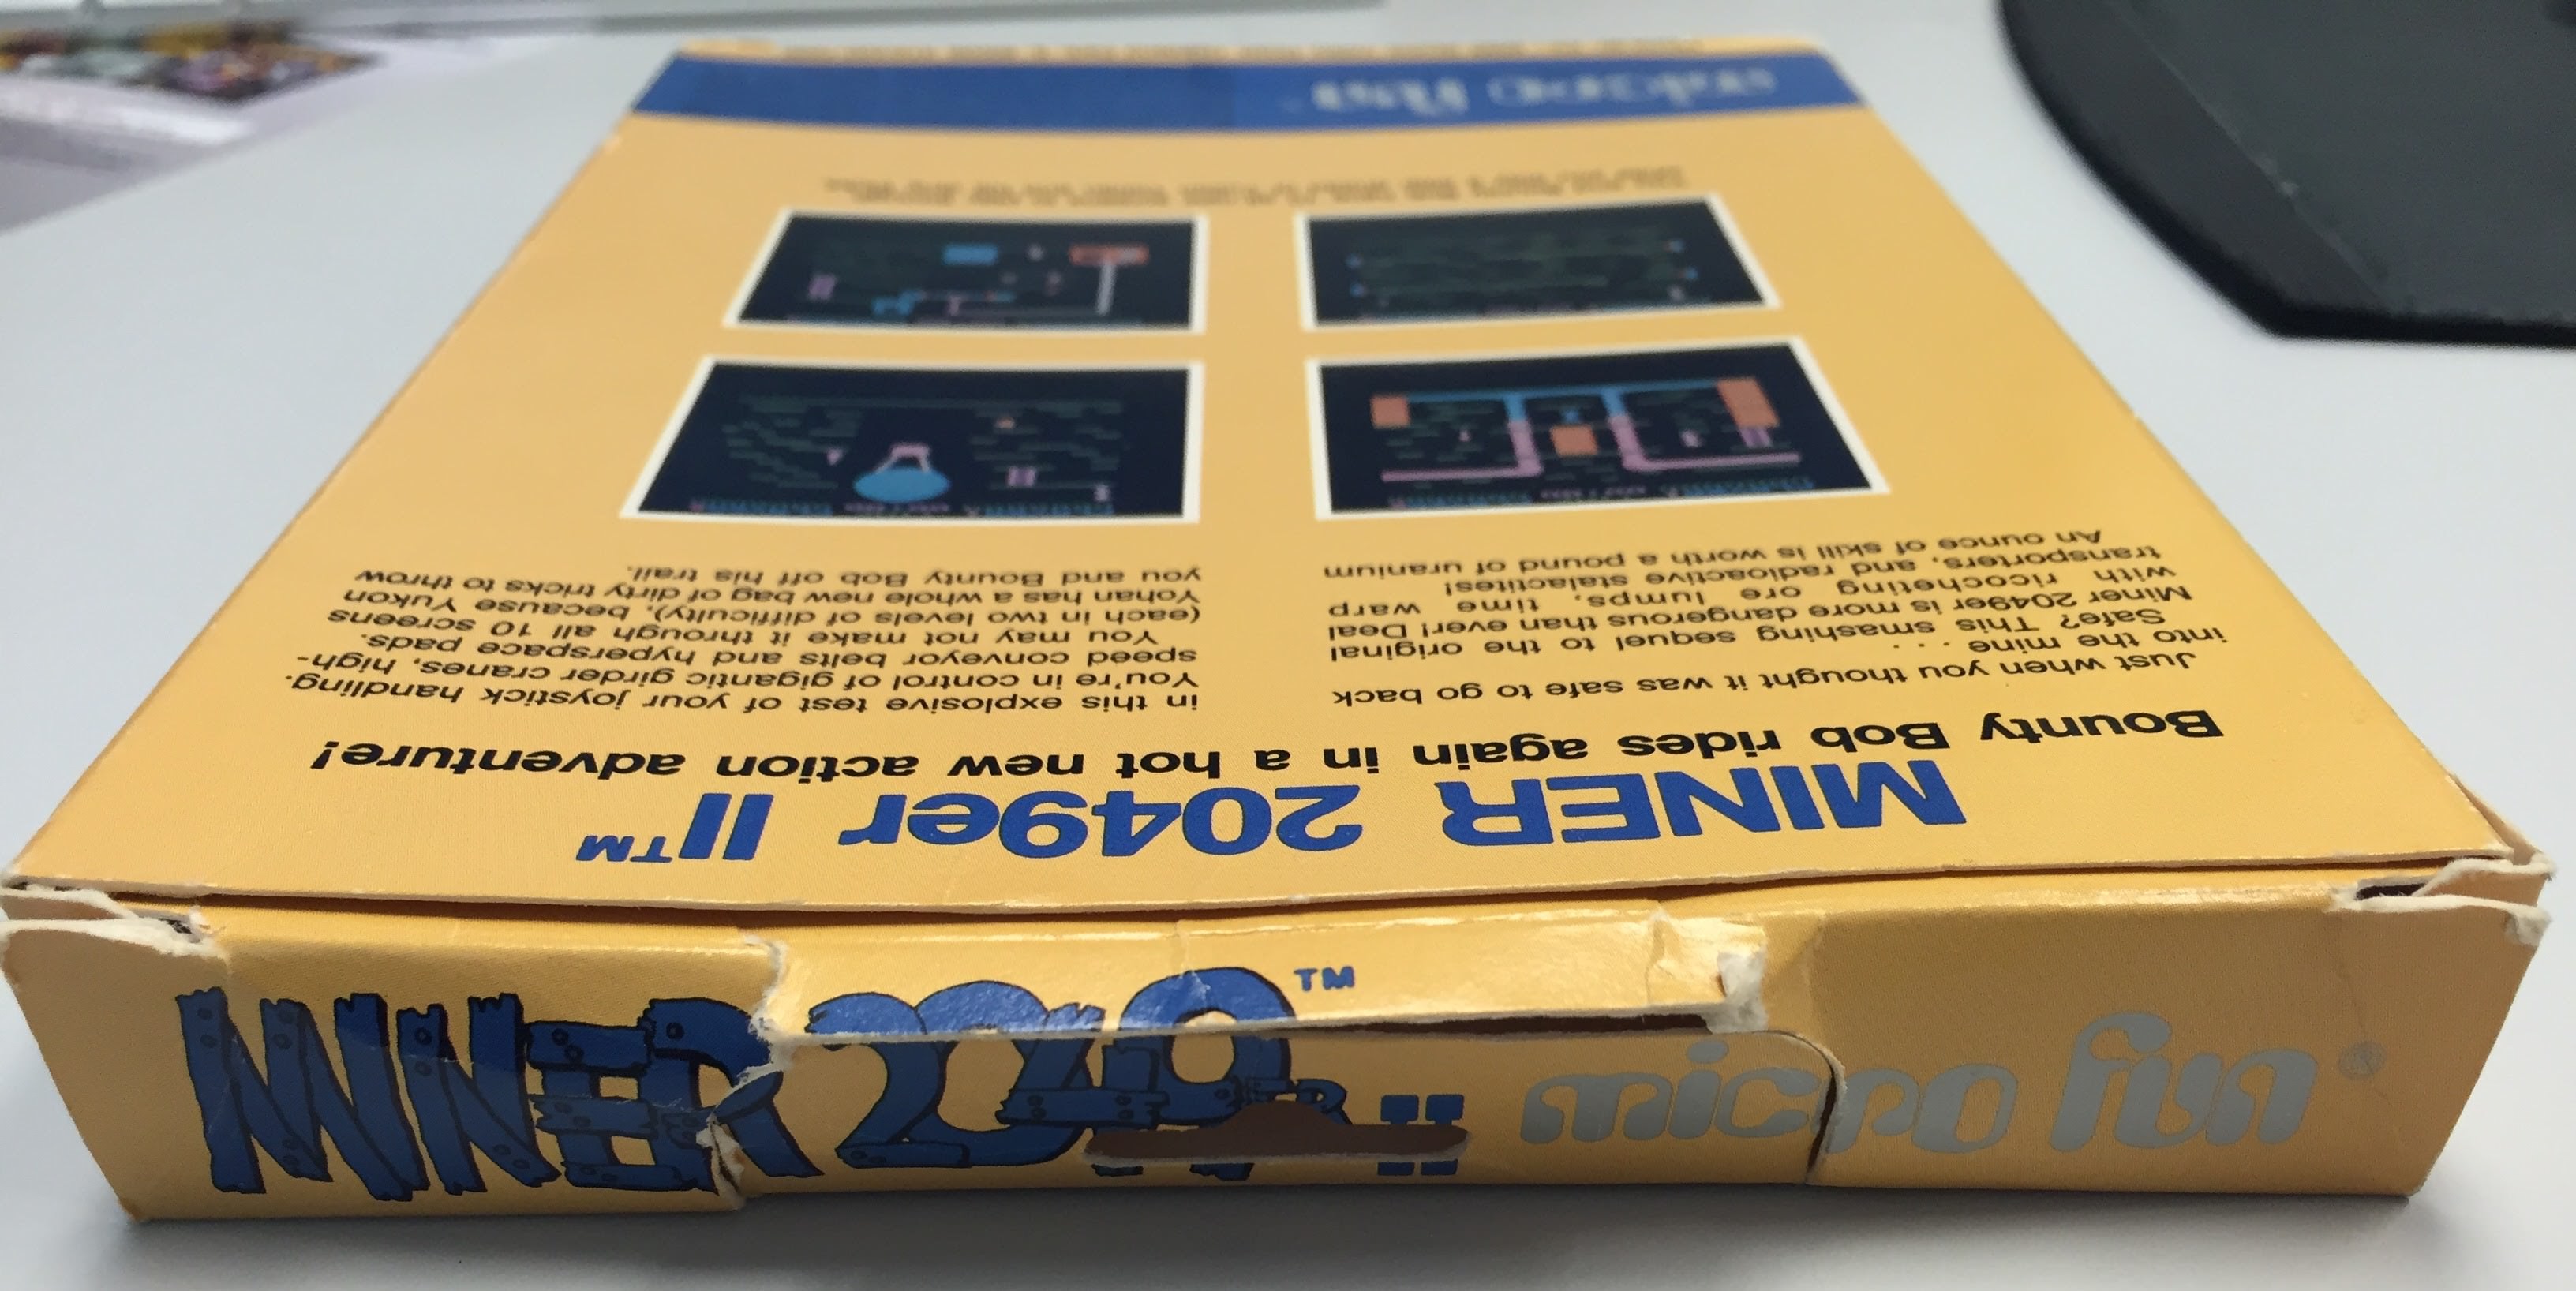 MINER 2049er II™
Bounty Bob rides again in a hot new action adventure!
Just when you thought it was safe to go back
into the mine . . .
Safe? This smashing sequel to the original
Miner 2049er is more dangerous than ever! Deal
with ricocheting ore lumps, time warp
transporters, and radioactive stalactites!
An ounce of skill is worth a pound of uranium
in this explosive test of your joystick handling.
You're in control of gigantic girder cranes, high-
speed conveyor belts and hyperspace pads.
You may not make it through all 10 screens
(each in two levels of difficulty), because Yukon
Yohan has a whole new bag of dirty tricks to throw
you and Bounty Bob off his trail.
micro fun
MINER 2049er II™
micro fun®